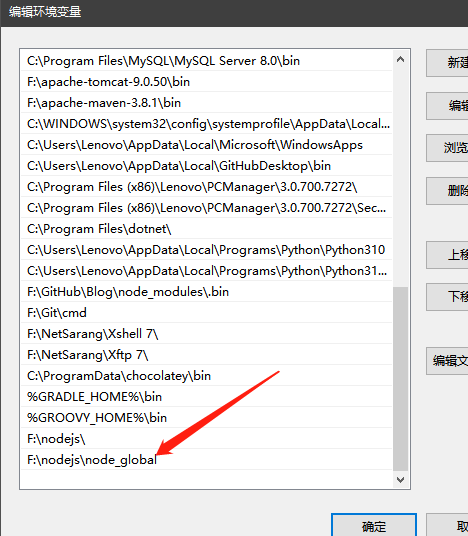 编辑环境变量
C:\Program Files\MySQL\MySQL Server 8.0\bin
F:\apache-tomcat-9.0.50\bin
F:\apache-maven-3.8.1\bin
C:\WINDOWS\system32\config\systemprofile\AppData\Local...
C:\Users\Lenovo\AppData\Local\Microsoft\WindowsApps
C:\Users\Lenovo\AppData\Local\GitHubDesktop\bin
C:\Program Files (x86)\Lenovo\PCManager\3.0.700.7272\
C:\Program Files (x86)\Lenovo\PCManager\3.0.700.7272\Sec...
C:\Program Files\dotnet\
C:\Users\Lenovo\AppData\Local\Programs\Python\Python310
C:\Users\Lenovo\AppData\Local\Programs\Python\Python31...
F:\GitHub\Blog\node_modules\.bin
F:\Git\cmd
F:\NetSarang\Xshell 7\
F:\NetSarang\Xftp 7\
C:\ProgramData\chocolatey\bin
%GRADLE_HOME%\bin
%GROOVY_HOME%\bin
F:\nodejs\
F:\nodejs\node_global
新建
编辑
浏览
删除
上移
下移
编辑文
确定
取